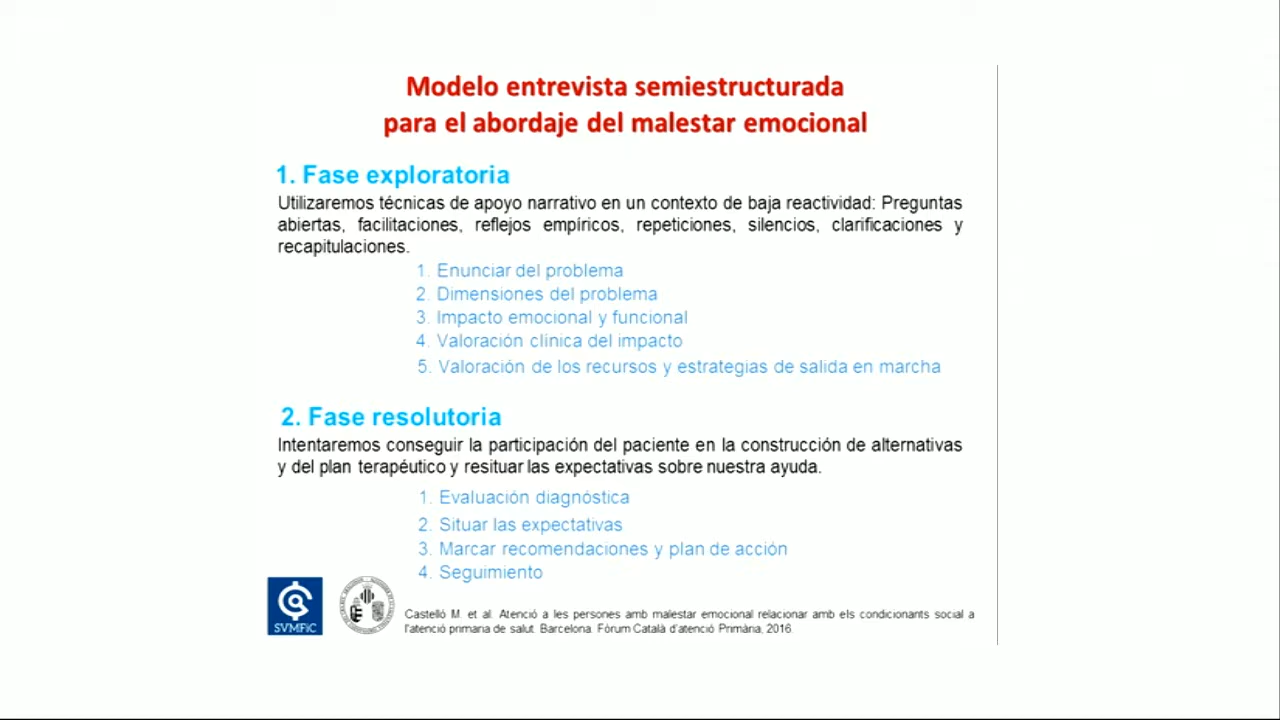 Modelo entrevista semiestructurada
para el abordaje del malestar emocional
1. Fase exploratoria
Utilizaremos técnicas de apoyo narrativo en un contexto de baja reactividad: Preguntas
abiertas, facilitaciones, reflejos empíricos, repeticiones, silencios, clarificaciones y
recapitulaciones.
1. Enunciar del problema
2. Dimensiones del problema
3. Impacto emocional y funcional
4. Valoración clínica del impacto
5. Valoración de los recursos y estrategias de salida en marcha
2. Fase resolutoria
Intentaremos conseguir la participación del paciente en la construcción de alternativas
y del plan terapéutico y resituar las expectativas sobre nuestra ayuda.
1. Evaluación diagnóstica
2. Situar las expectativas
3. Marcar recomendaciones y plan de acción
4. Seguimiento
SVMFiC
Castelló M. et al. Atenció a les persones amb malestar emocional relacionar amb els condicionants social a
l'atenció primaria de salut. Barcelona. Fòrum Català d'atenció Primària, 2016.